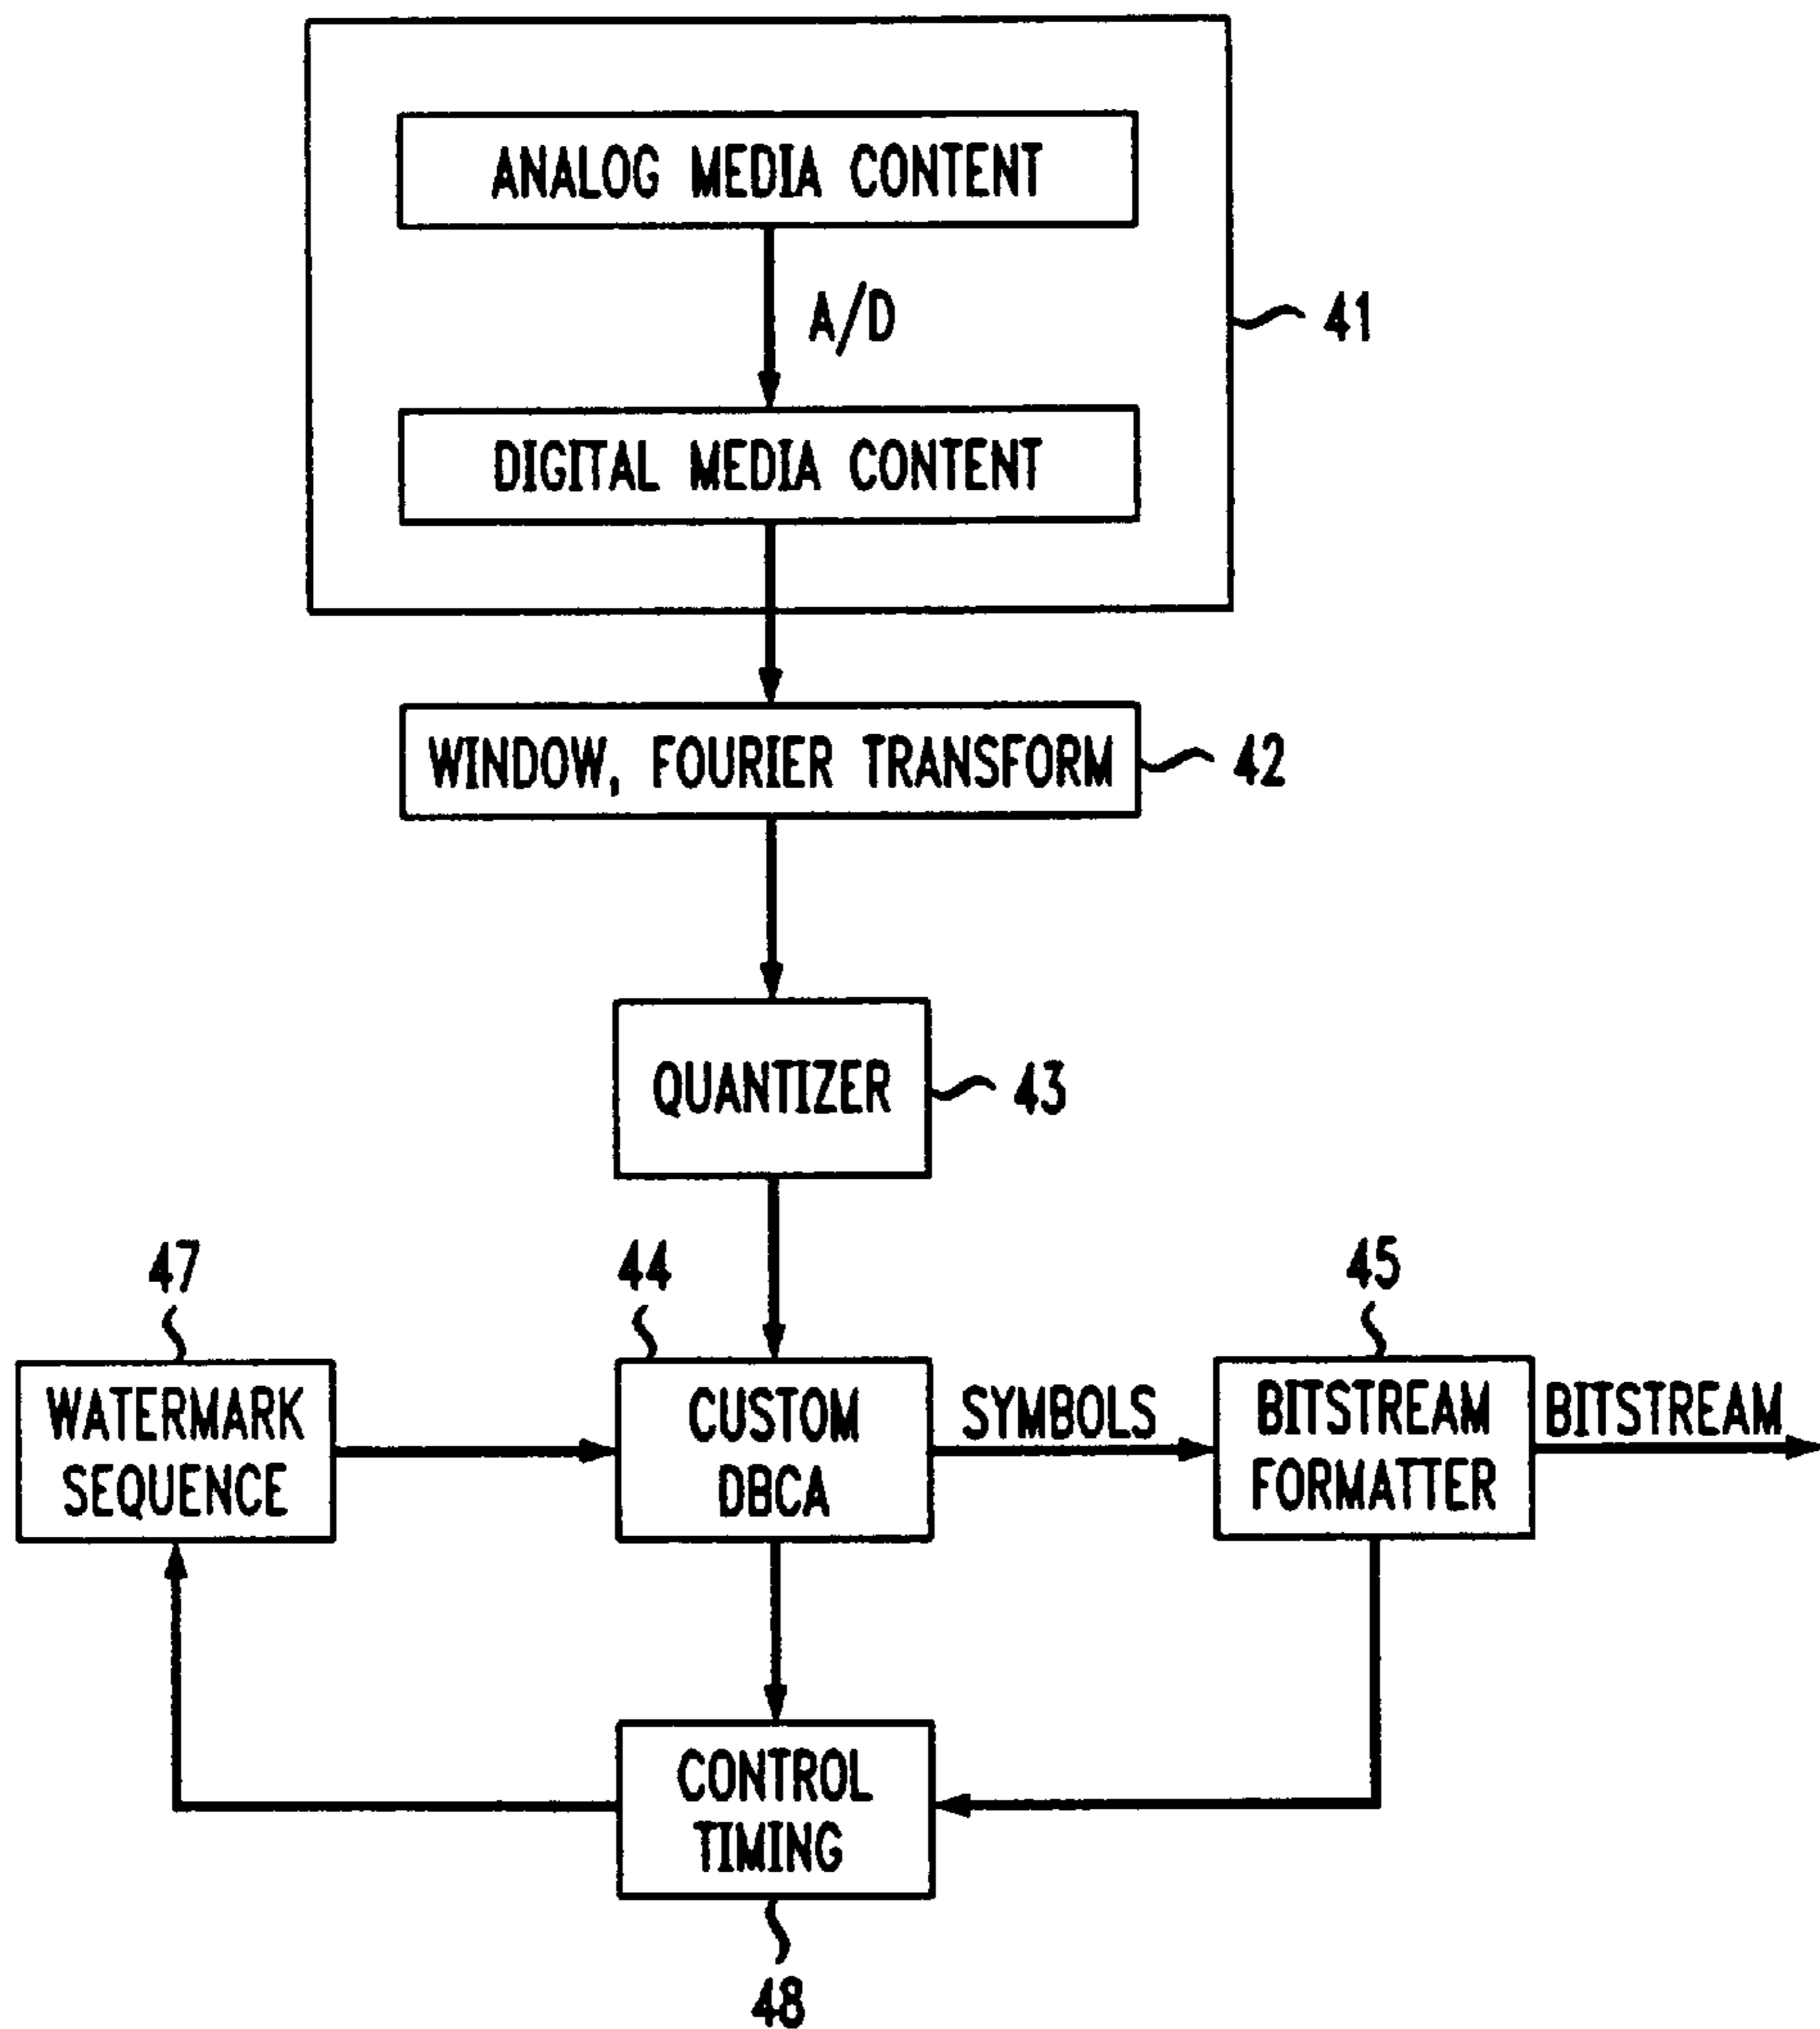 ANALOG MEDIA CONTENT
A/D
41
DIGITAL MEDIA CONTENT
WINDOW, FOURIER TRANSFORM
42
QUANTIZER
43
47
44
45
WATERMARK
SEQUENCE
CUSTOM
DBCA
SYMBOLS
BITSTREAM
FORMATTER
BITSTREAM
CONTROL
TIMING
48